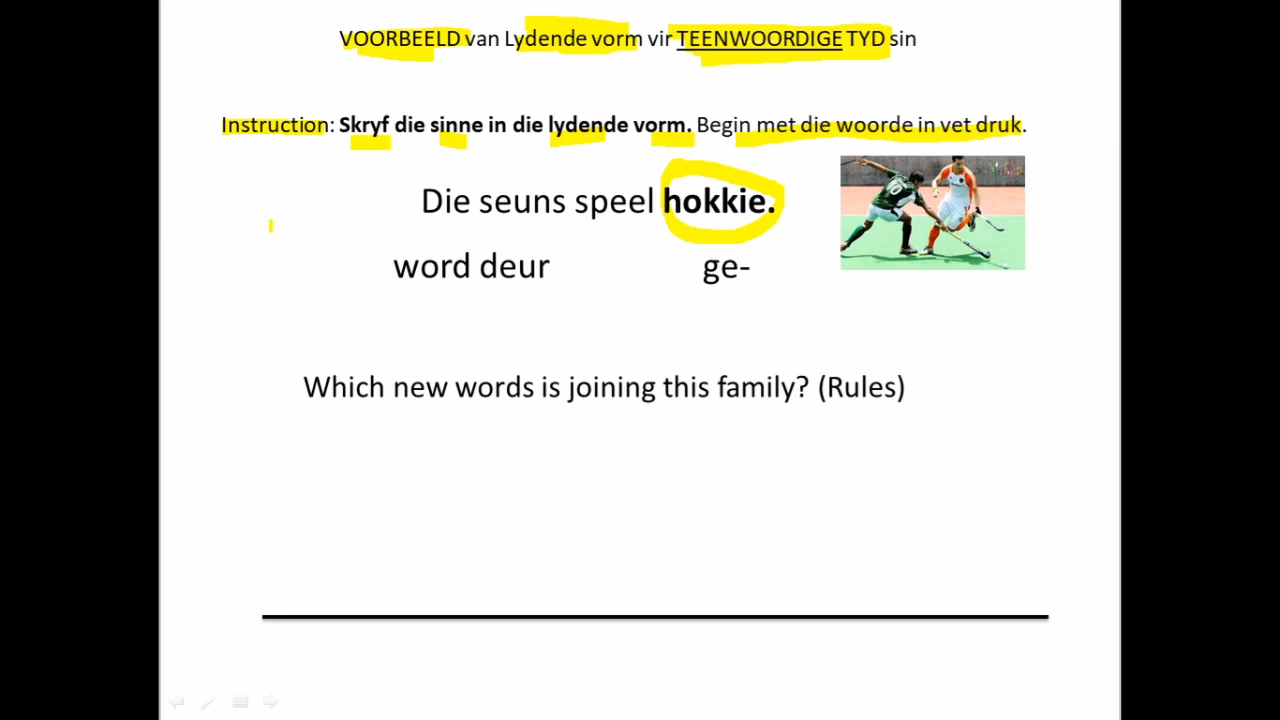 VOORBEELD van Lydende vorm vir TEENWOORDIGE TYD sin
Instruction: Skryf die sinne in die lydende vorm. Begin met die woorde in vet druk.
Die seuns speel hokkie.
word deur ge-
Which new words is joining this family? (Rules)